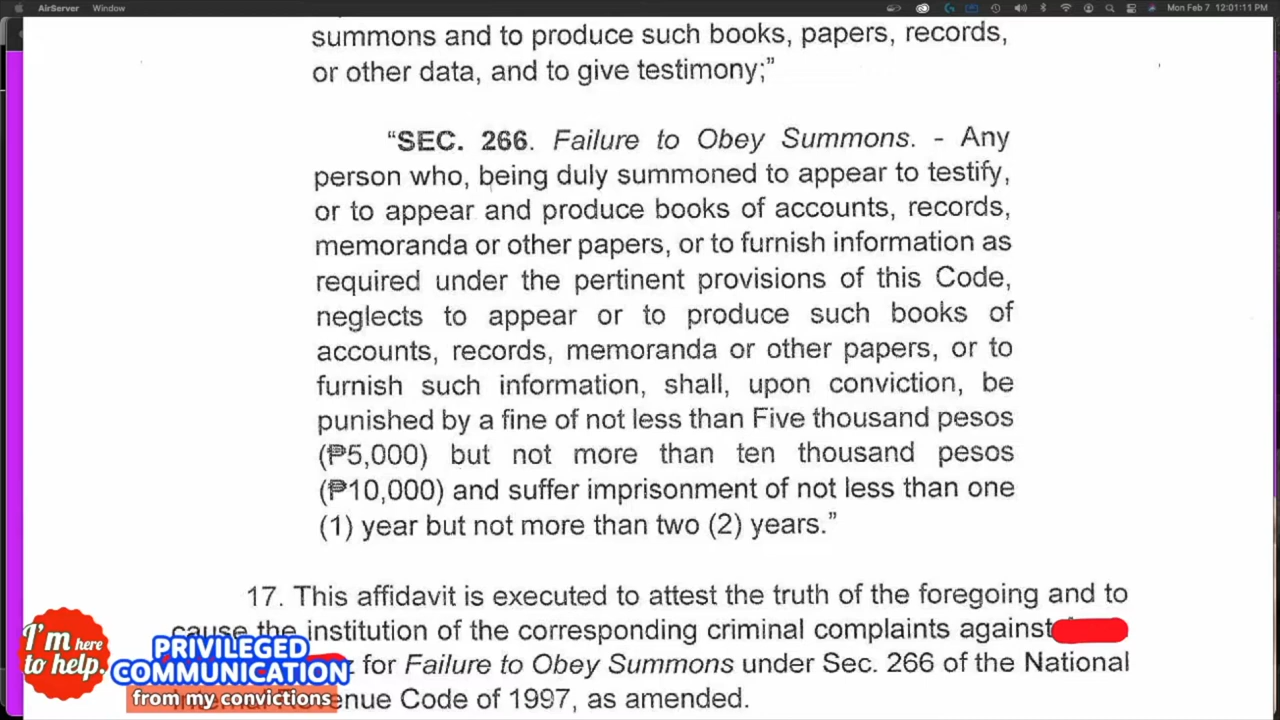 AirServer Window
Mon Feb 7 12:01:11 PM
summons and to produce such books, papers, records,
or other data, and to give testimony;”
“SEC. 266. Failure to Obey Summons. - Any
person who, being duly summoned to appear to testify,
or to appear and produce books of accounts, records,
memoranda or other papers, or to furnish information as
required under the pertinent provisions of this Code,
neglects to appear or to produce such books of
accounts, records, memoranda or other papers, or to
furnish such information, shall, upon conviction, be
punished by a fine of not less than Five thousand pesos
(₱5,000) but not more than ten thousand pesos
(₱10,000) and suffer imprisonment of not less than one
(1) year but not more than two (2) years.”
17. This affidavit is executed to attest the truth of the foregoing and to
cause the institution of the corresponding criminal complaints against
for Failure to Obey Summons under Sec. 266 of the National
Revenue Code of 1997, as amended.
I'm here
to help.
PRIVILEGED
COMMUNICATION
from my convictions